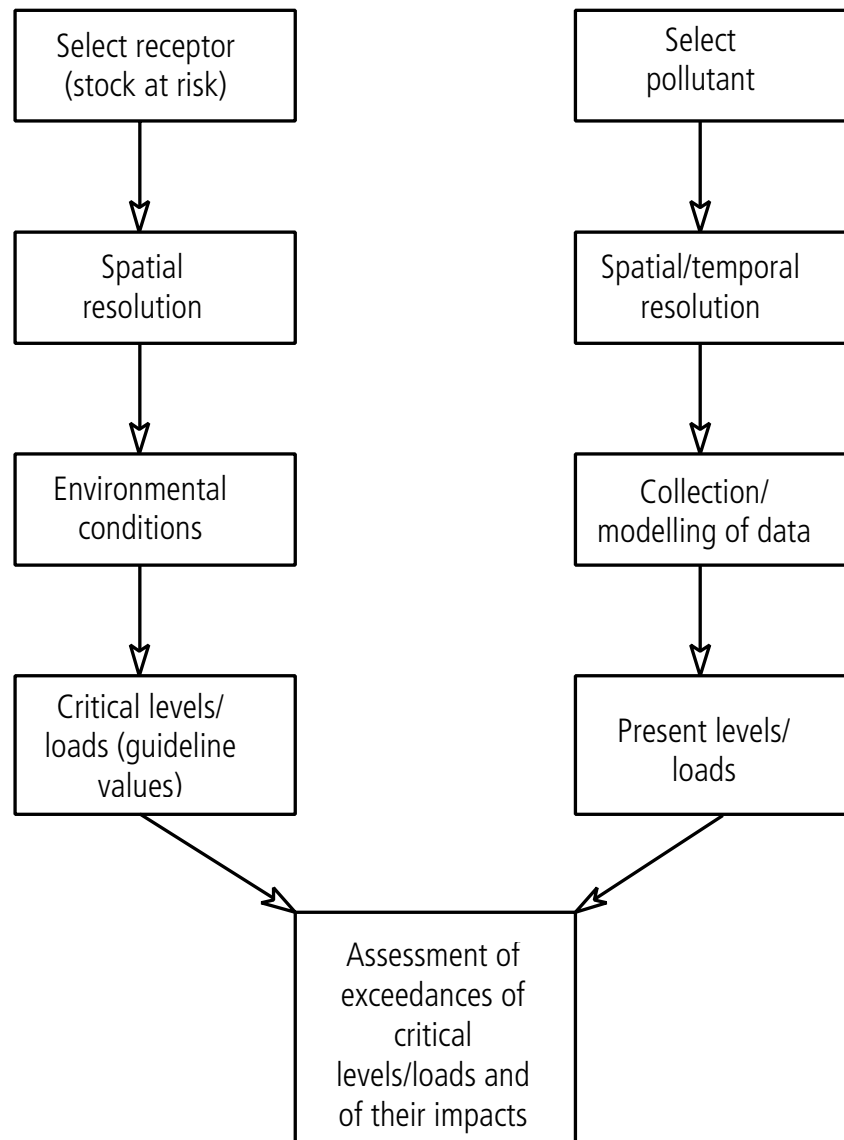 Select receptor
(stock at risk)
Spatial
resolution
Environmental
conditions
Critical levels/
loads (guideline
values)
Select
pollutant
Spatial/temporal
resolution
Collection/
modelling of data
Present levels/
loads
Assessment of
exceedances of
critical
levels/loads and
of their impacts